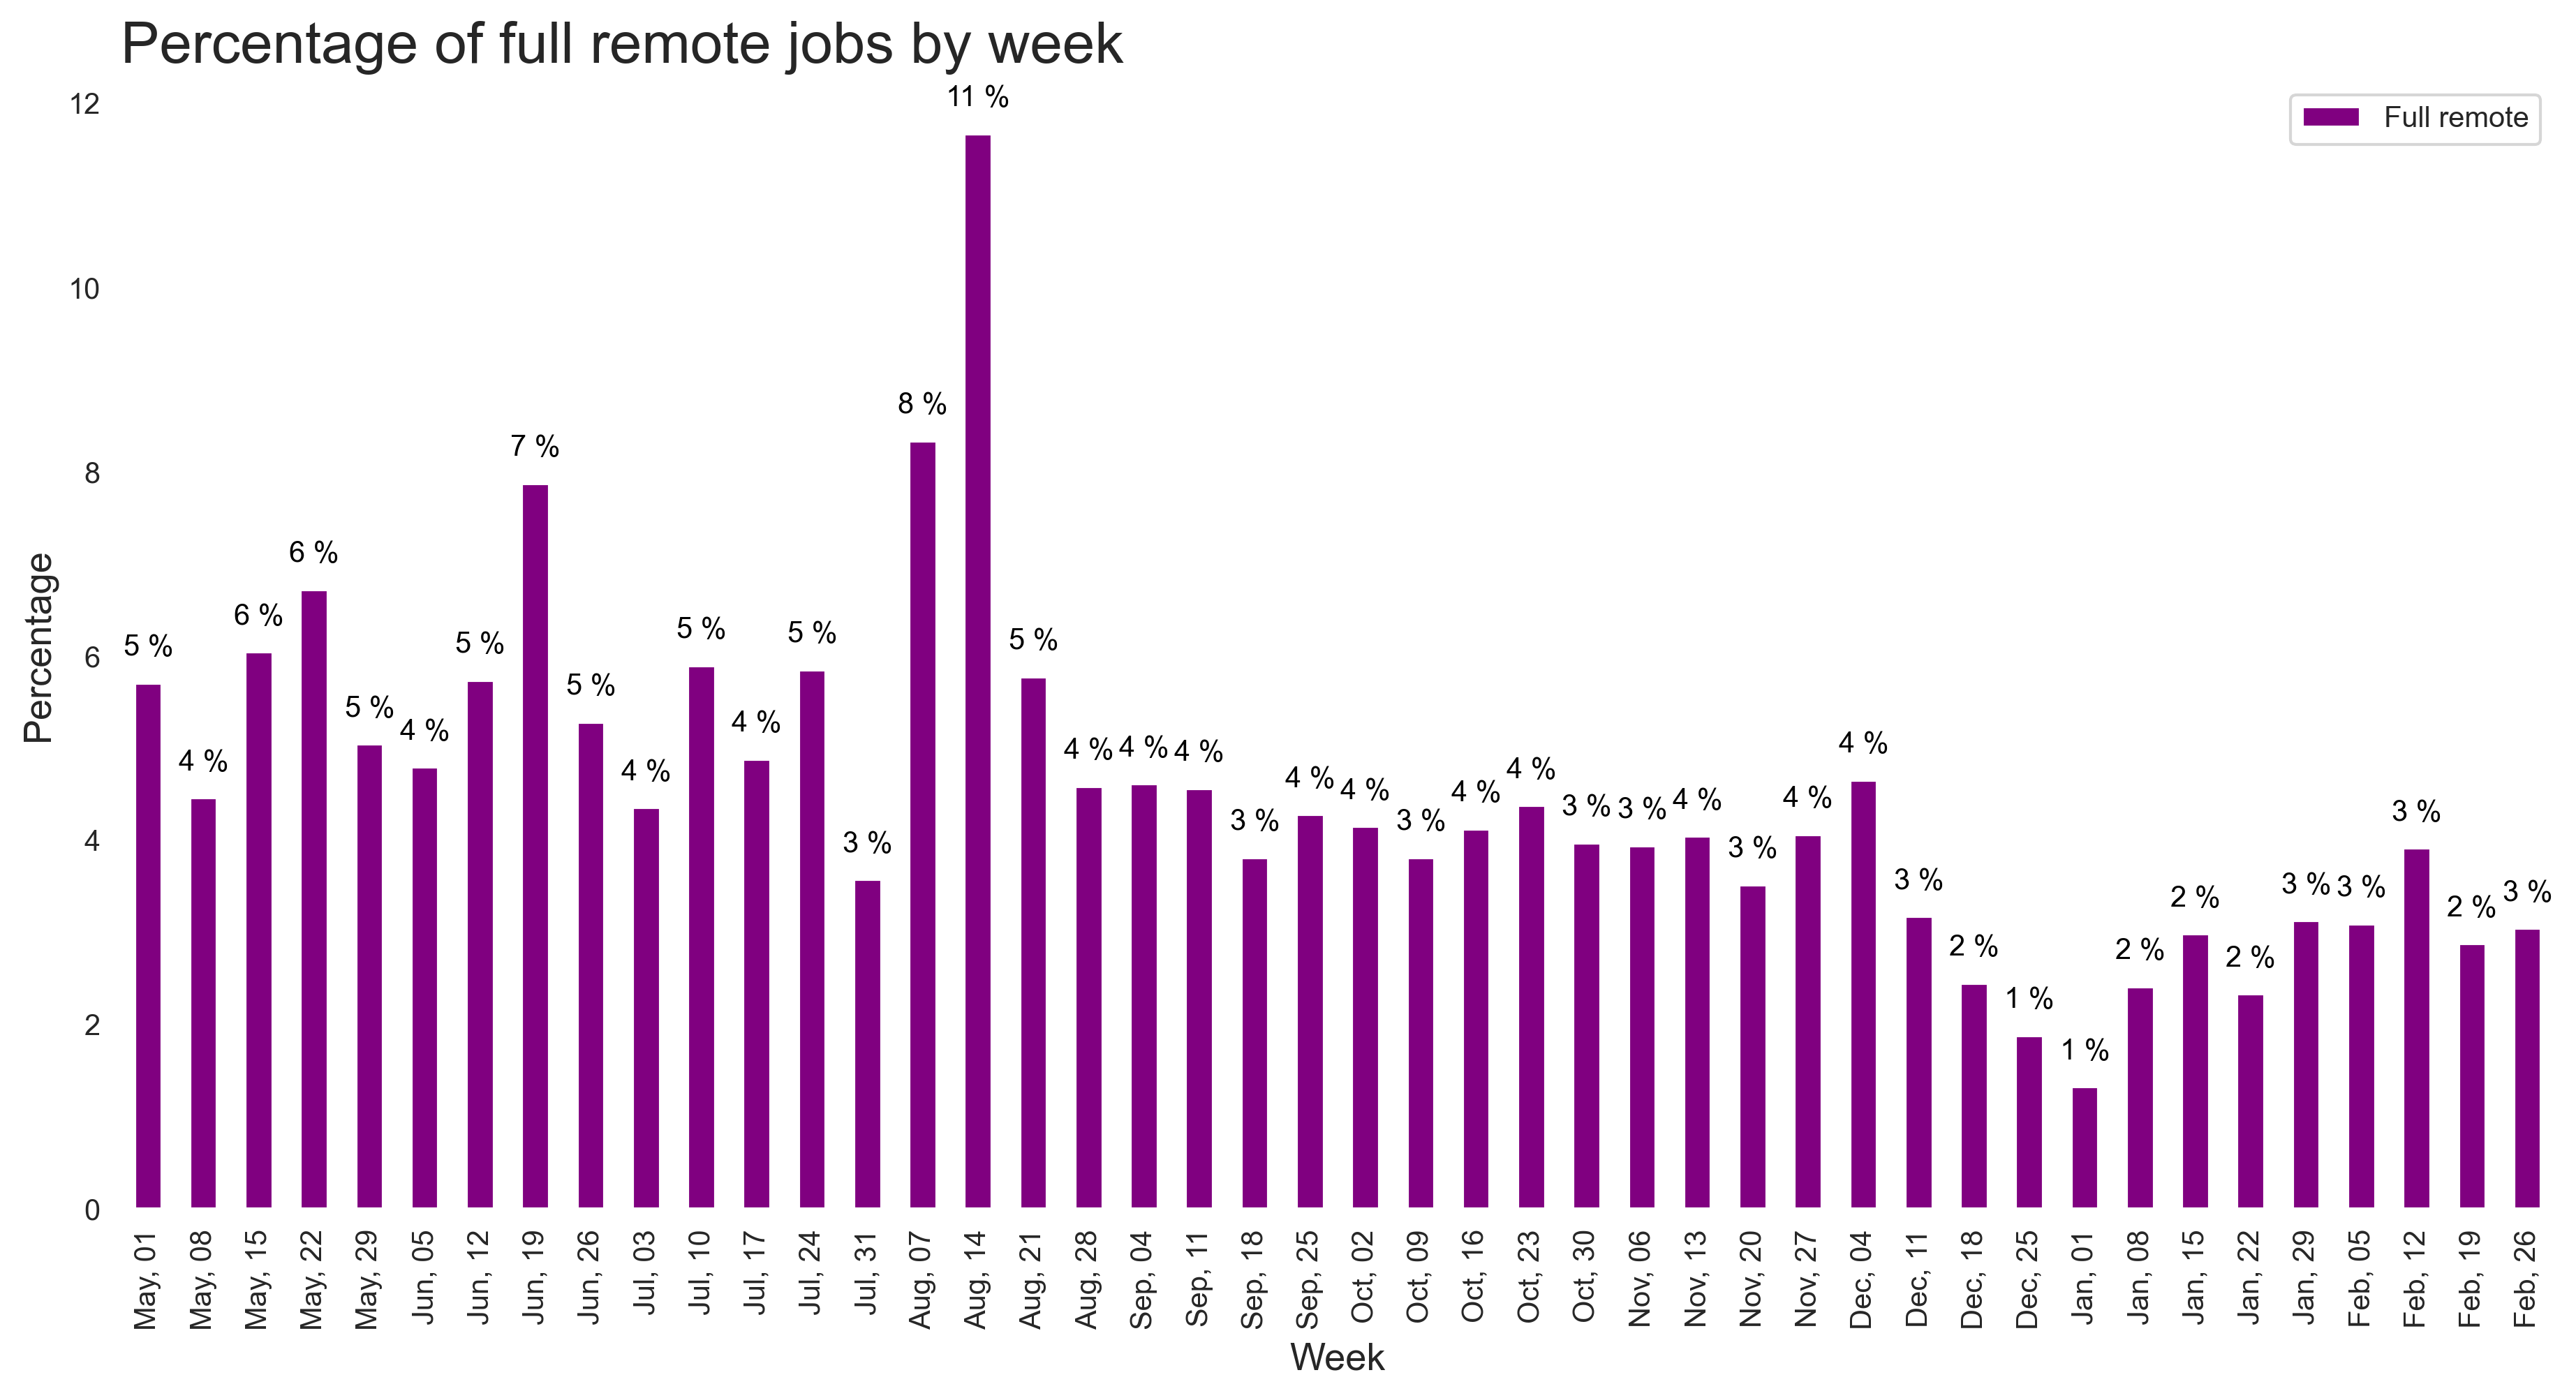 Percentage of full remote jobs by week
Full remote
Percentage
12
10
8
6
4
2
0
5 %
4 %
6 %
6 %
5 %
4 %
5 %
7 %
5 %
4 %
5 %
4 %
5 %
3 %
8 %
11 %
5 %
4 %
4 %
4 %
3 %
4 %
4 %
3 %
4 %
4 %
3 %
3 %
4 %
3 %
4 %
4 %
3 %
2 %
1 %
1 %
2 %
2 %
2 %
3 %
3 %
3 %
2 %
3 %
May, 01
May, 08
May, 15
May, 22
May, 29
Jun, 05
Jun, 12
Jun, 19
Jun, 26
Jul, 03
Jul, 10
Jul, 17
Jul, 24
Jul, 31
Aug, 07
Aug, 14
Aug, 21
Aug, 28
Sep, 04
Sep, 11
Sep, 18
Sep, 25
Oct, 02
Oct, 09
Oct, 16
Oct, 23
Oct, 30
Nov, 06
Nov, 13
Nov, 20
Nov, 27
Dec, 04
Dec, 11
Dec, 18
Dec, 25
Jan, 01
Jan, 08
Jan, 15
Jan, 22
Jan, 29
Feb, 05
Feb, 12
Feb, 19
Feb, 26
Week